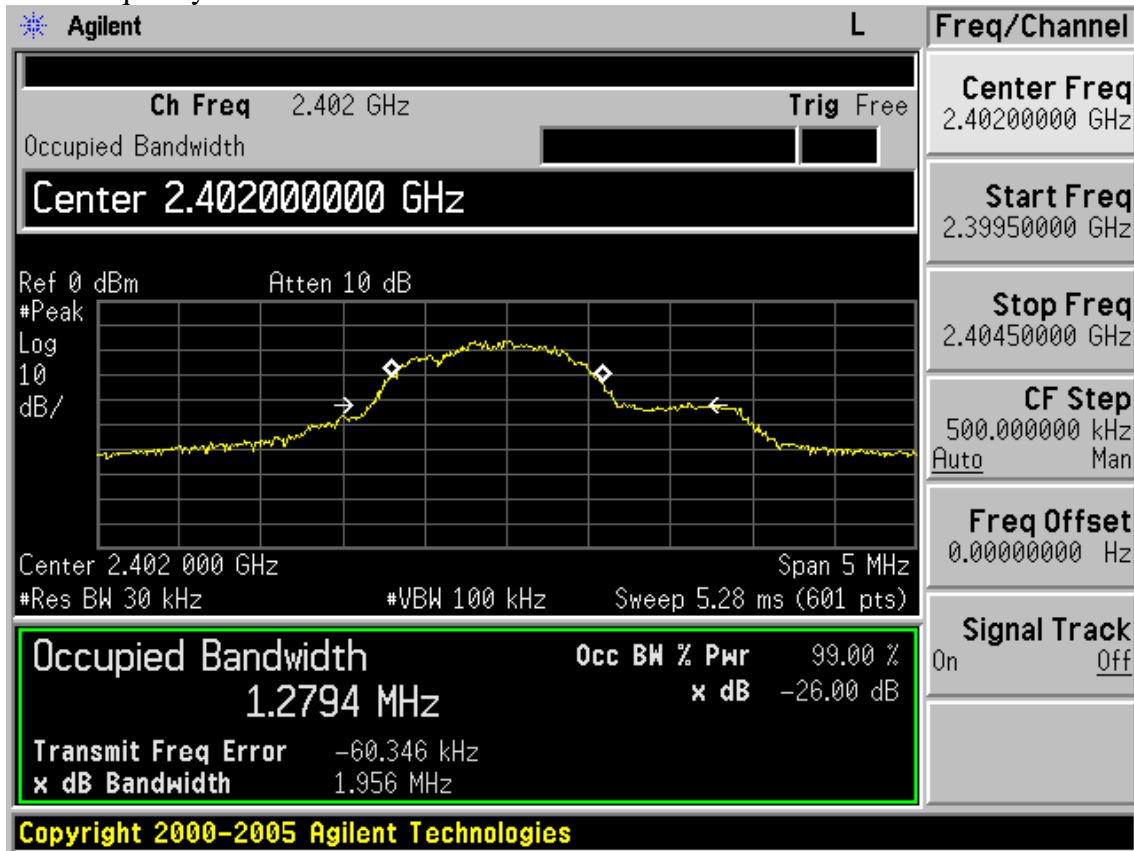 Agilent L Freq/Channel
Ch Freq 2.402 GHz Trig Free
Occupied Bandwidth
Center 2.402000000 GHz
Ref 0 dBm Atten 10 dB
#Peak
Log
10
dB/
Center 2.402 000 GHz Span 5 MHz
#Res BW 30 kHz #VBW 100 kHz Sweep 5.28 ms (601 pts)
Occupied Bandwidth Occ BW % Pwr 99.00 %
1.2794 MHz x dB -26.00 dB
Transmit Freq Error -60.346 kHz
x dB Bandwidth 1.956 MHz
Center Freq
2.40200000 GHz
Start Freq
2.39950000 GHz
Stop Freq
2.40450000 GHz
CF Step
500.000000 kHz
Auto Man
Freq Offset
0.00000000 Hz
Signal Track
On Off
Copyright 2000-2005 Agilent Technologies